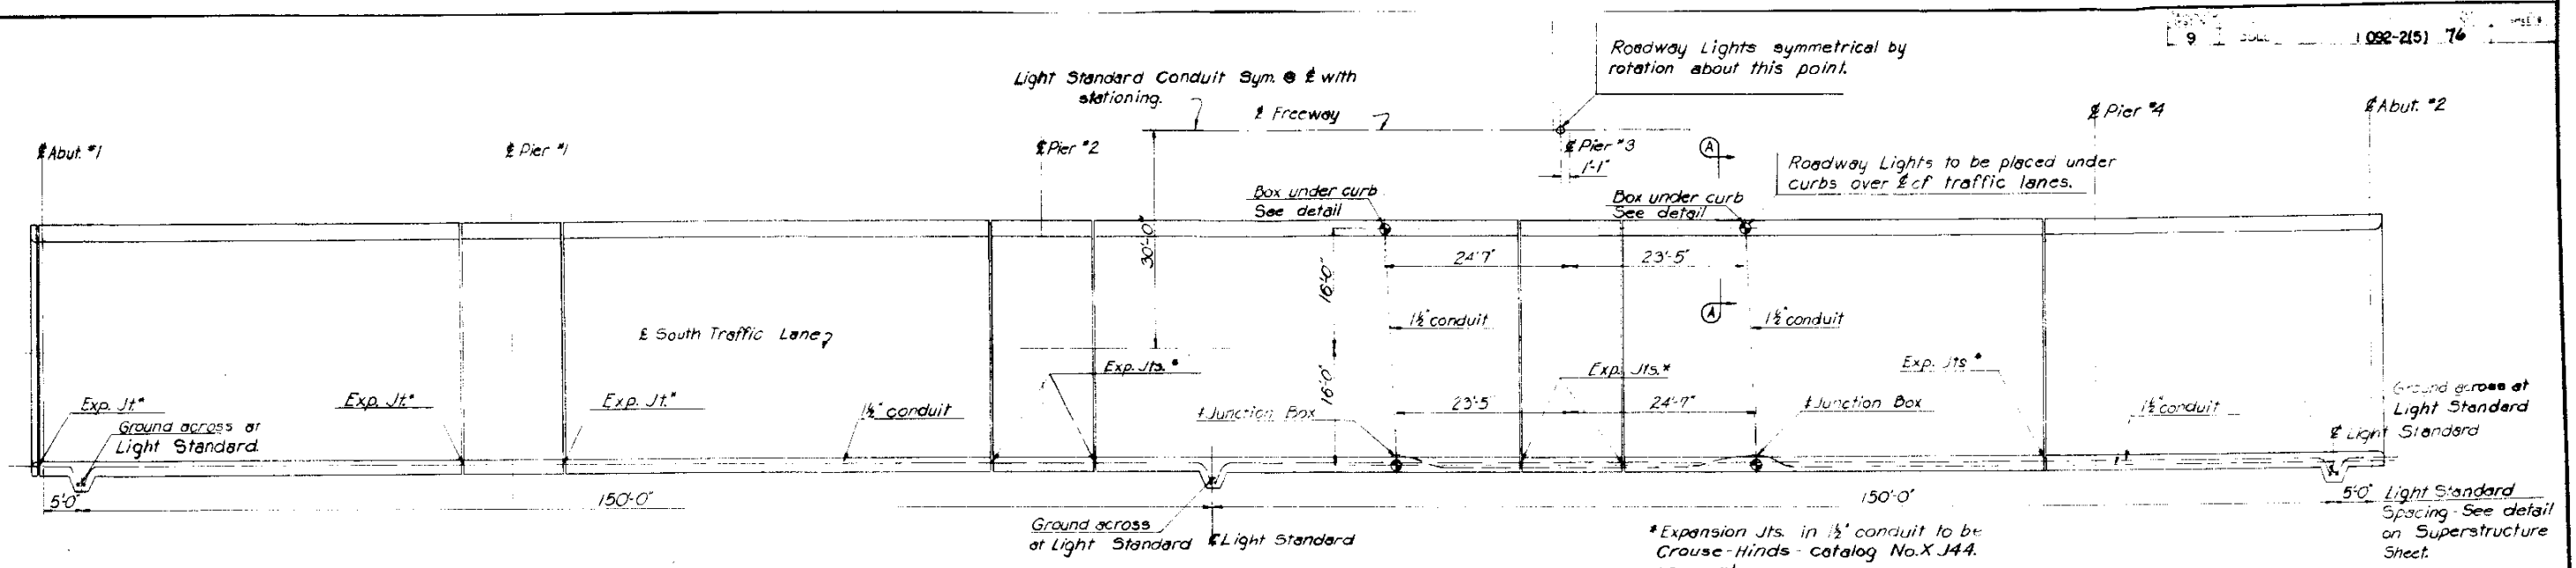 9
1 092-2(5) 76
Roadway Lights symmetrical by
rotation about this point.
Light Standard Conduit Sym. @ ℄ with
stationing.
℄ Freeway
℄ Abut. #1
℄ Pier #1
℄ Pier #2
℄ Pier #3
1'-1"
A
℄ Pier #4
℄ Abut. #2
Roadway Lights to be placed under
curbs over ℄ of traffic lanes.
Box under curb
See detail
Box under curb
See detail
30'-0"
16'-0"
24'7"
23'-5"
1½" conduit
A
1½" conduit
℄ South Traffic Lane
Exp. Jts.*
Exp. Jts.*
Exp. Jts*
16'-0"
Exp. Jt.*
Exp. Jt.*
Exp. Jt.*
1½" conduit
Junction Box
23'-5"
24'-7"
Junction Box
1½" conduit
Ground across at
Light Standard
Ground across at
Light Standard.
℄ Light Standard
5'-0"
150'-0"
150'-0"
5'-0"
Light Standard
Spacing - See detail
on Superstructure
Sheet.
Ground across
at Light Standard
℄ Light Standard
* Expansion Jts. in 1½" conduit to be
Crouse-Hinds - catalog No. X J44.